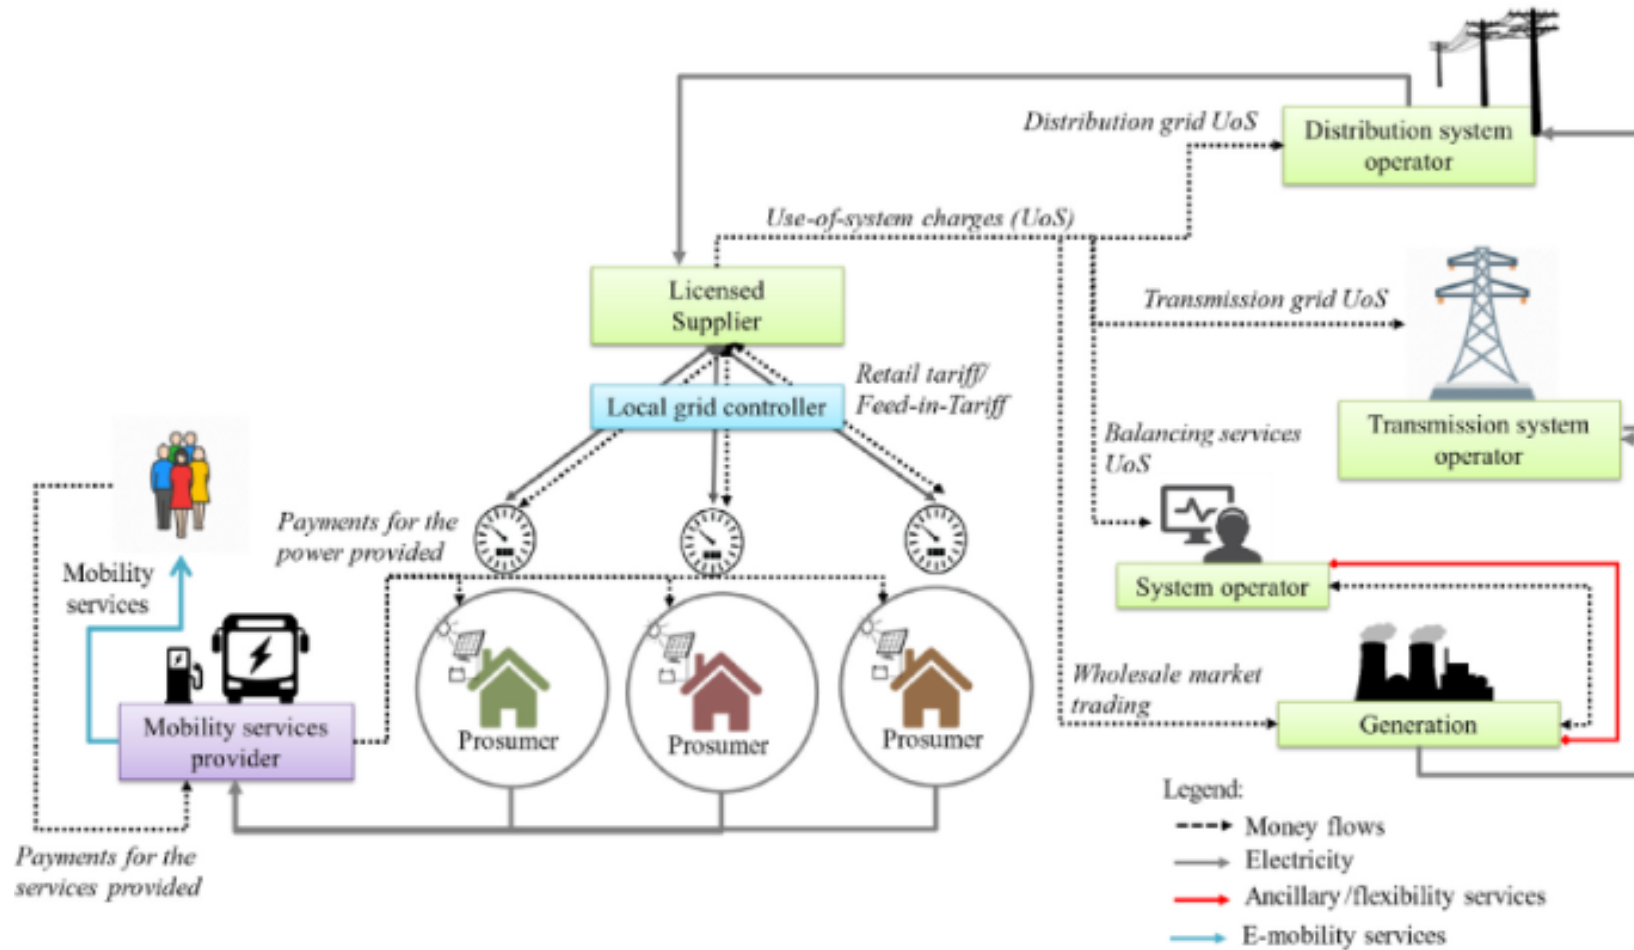 Distribution grid UoS
Distribution system
operator
Use-of-system charges (UoS)
Licensed
Supplier
Transmission grid UoS
Retail tariff/
Feed-in-Tariff
Local grid controller
Transmission system
operator
Balancing services
UoS
Payments for the
power provided
Mobility
services
System operator
Wholesale market
trading
Generation
Mobility services
provider
Prosumer
Prosumer
Prosumer
Payments for the
services provided
Legend:
Money flows
Electricity
Ancillary/flexibility services
E-mobility services